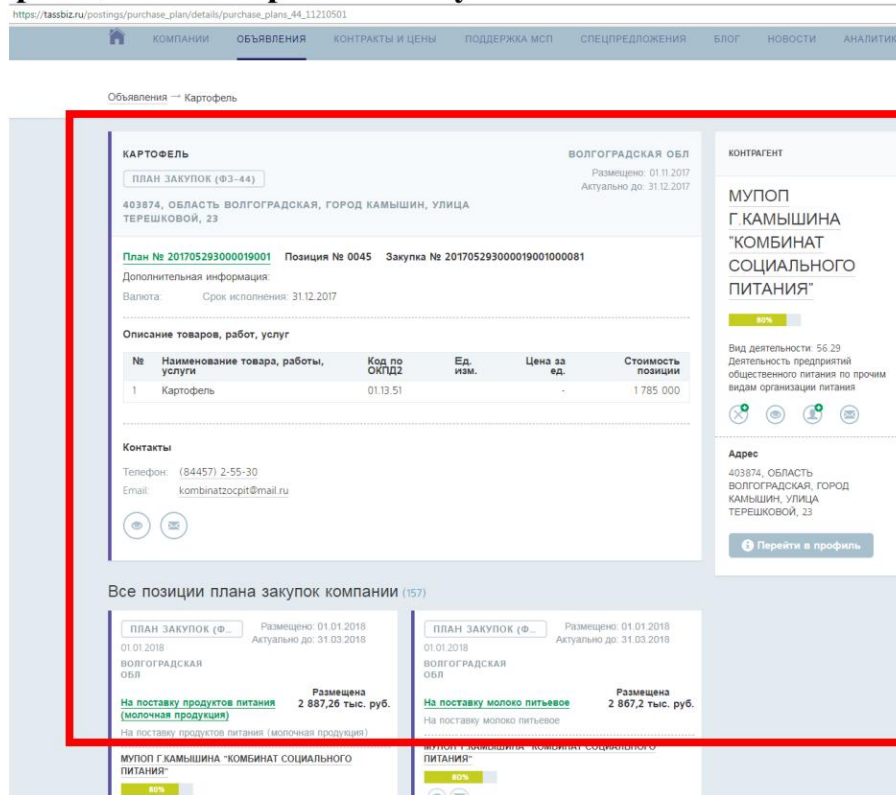 https://tassbiz.ru/postings/purchase_plan/details/purchase_plans_44_11210501
КОМПАНИИ ОБЪЯВЛЕНИЯ КОНТРАКТЫ И ЦЕНЫ ПОДДЕРЖКА МСП СПЕЦПРЕДЛОЖЕНИЯ БЛОГ НОВОСТИ АНАЛИТИК
Объявления → Картофель
КАРТОФЕЛЬ
ВОЛГОГРАДСКАЯ ОБЛ
ПЛАН ЗАКУПОК (ФЗ-44)
Размещено: 01.11.2017
Актуально до: 31.12.2017
403874, ОБЛАСТЬ ВОЛГОГРАДСКАЯ, ГОРОД КАМЫШИН, УЛИЦА
ТЕРЕШКОВОЙ, 23
План № 201705293000019001 Позиция № 0045 Закупка № 201705293000019001000081
Дополнительная информация:
Валюта: Срок исполнения: 31.12.2017
Описание товаров, работ, услуг
№ Наименование товара, работы, услуги Код по ОКПД2 Ед. изм. Цена за ед. Стоимость позиции
1 Картофель 01.13.51 - 1 785 000
Контакты
Телефон: (84457) 2-55-30
Email: kombinatzocpit@mail.ru
КОНТРАГЕНТ
МУПОП
Г.КАМЫШИНА
"КОМБИНАТ
СОЦИАЛЬНОГО
ПИТАНИЯ"
80%
Вид деятельности: 56.29
Деятельность предприятий
общественного питания по прочим
видам организации питания
Адрес
403874, ОБЛАСТЬ
ВОЛГОГРАДСКАЯ, ГОРОД
КАМЫШИН, УЛИЦА
ТЕРЕШКОВОЙ, 23
Перейти в профиль
Все позиции плана закупок компании (157)
ПЛАН ЗАКУПОК (Ф...
Размещено: 01.01.2018
Актуально до: 31.03.2018
01.01.2018
ВОЛГОГРАДСКАЯ
ОБЛ
Размещена
На поставку продуктов питания 2 887,26 тыс. руб.
(молочная продукция)
На поставку продуктов питания (молочная продукция)
МУПОП Г.КАМЫШИНА "КОМБИНАТ СОЦИАЛЬНОГО
ПИТАНИЯ"
80%
ПЛАН ЗАКУПОК (Ф...
Размещено: 01.01.2018
Актуально до: 31.03.2018
01.01.2018
ВОЛГОГРАДСКАЯ
ОБЛ
Размещена
На поставку молоко питьевое 2 867,2 тыс. руб.
На поставку молоко питьевое
МУПОП Г.КАМЫШИНА "КОМБИНАТ СОЦИАЛЬНОГО
ПИТАНИЯ"
80%